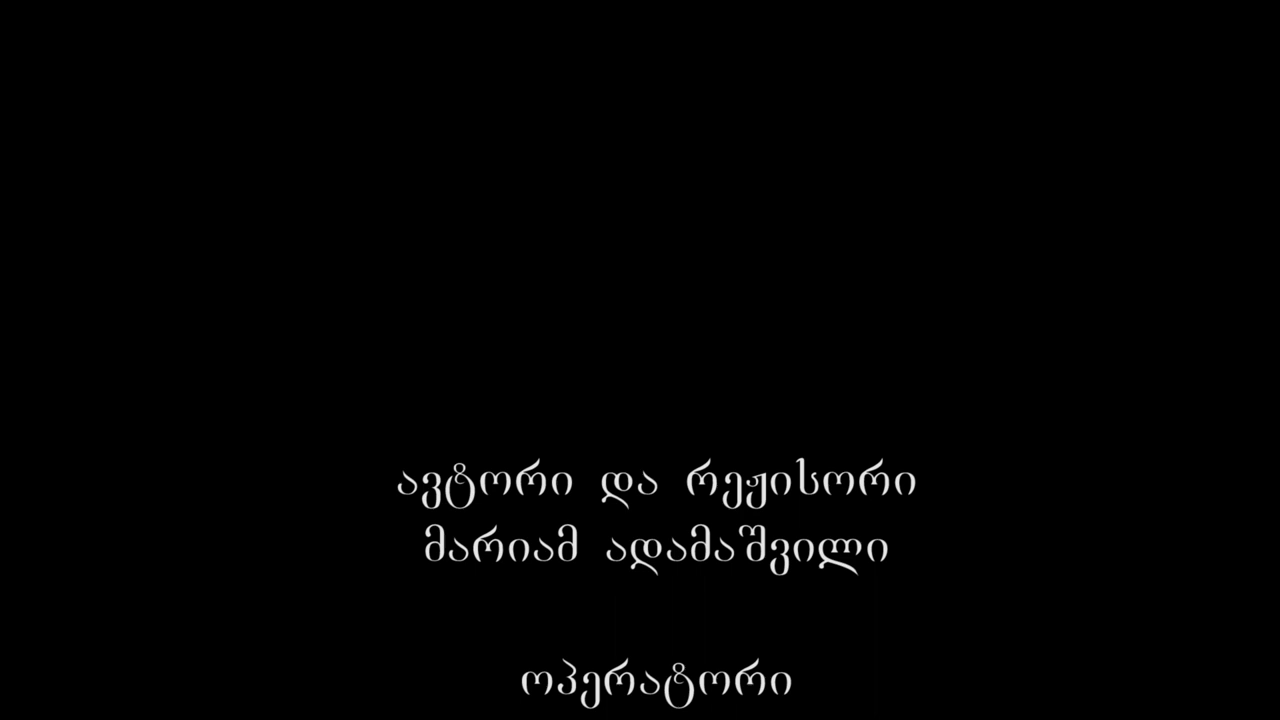 ავტორი და რეჟისორი
მარიამ ადამაშვილი
ოპერატორი